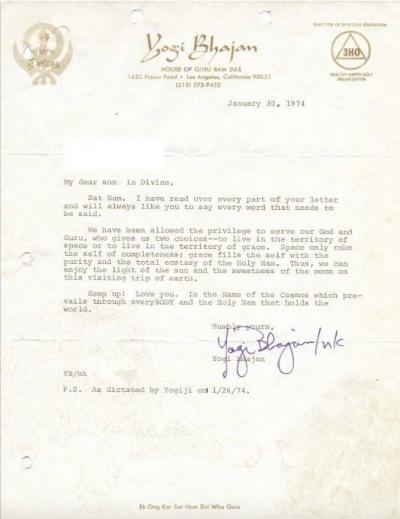 Yogi Bhajan
HOUSE OF GURU RAM DAS
1620 Preuss Road • Los Angeles, California 90035
(213) 273-9422
DIRECTOR OF SPIRITUAL EDUCATION
3HO
HEALTHY HAPPY HOLY
ORGANIZATION
January 30, 1974
My dear son in Divine,
Sat Nam. I have read over every part of your letter
and will always like you to say every word that needs to
be said.
We have been allowed the privilege to serve our God and
Guru, who gives us two choices--to live in the territory of
space or to live in the territory of grace. Space only robs
the self of completeness; grace fills the self with the
purity and the total ecstasy of the Holy Nam. Thus, we can
enjoy the light of the sun and the sweetness of the moon on
this visiting trip of earth.
Keep up! Love you. In the Name of the Cosmos which pre-
vails through everyBODY and the Holy Nam that holds the
world.
Humbly yours,
Yogi Bhajan/nk
Yogi Bhajan
YB/nk
P.S. As dictated by Yogiji on 1/26/74.
Ek Ong Kar Sat Nam Siri Wha Guru